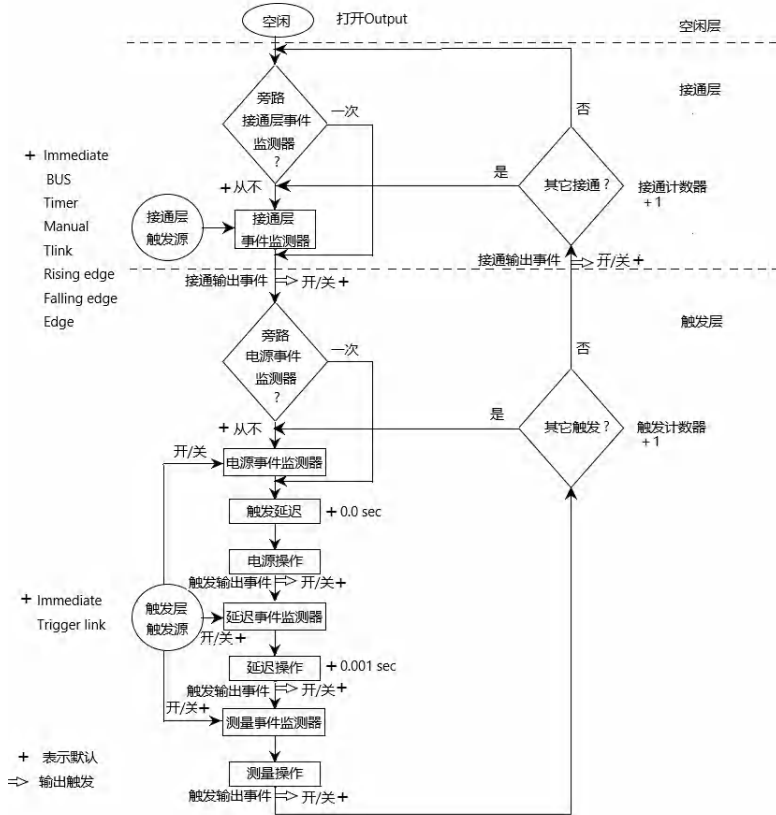 空闲
打开Output
空闲层
旁路
接通层事件
监测器
?
一次
否
接通层
+ Immediate
BUS
Timer
Manual
Tlink
Rising edge
Falling edge
Edge
+从不
是
其它接通?
接通计数器
+1
接通层
触发源
接通层
事件监测器
接通输出事件
开/关+
接通输出事件
开/关+
旁路
电源事件
监测器
?
一次
否
触发层
+从不
是
其它触发?
触发计数器
+1
开/关
电源事件监测器
触发延迟
+0.0 sec
电源操作
触发输出事件
开/关+
+ Immediate
Trigger link
触发层
触发源
开/关+
延迟事件监测器
延迟操作
+0.001 sec
触发输出事件
开/关+
开/关+
测量事件监测器
测量操作
触发输出事件
开/关+
+ 表示默认
⇨ 输出触发